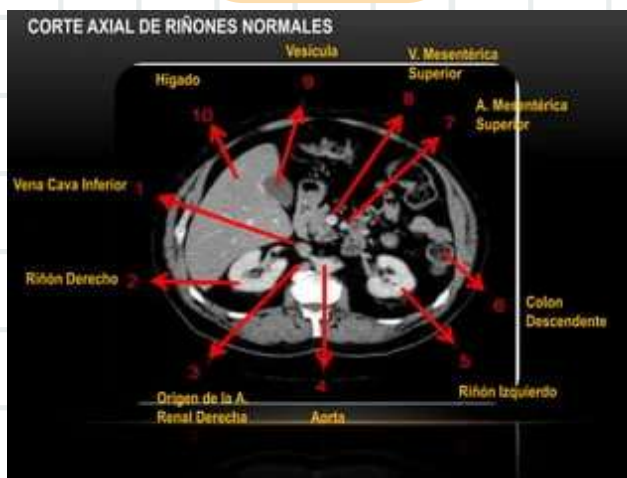 CORTE AXIAL DE RIÑONES NORMALES
Vesícula
V. Mesentérica
Superior
Hígado
9
8
7
A. Mesentérica
Superior
10
Vena Cava Inferior
1
Riñón Derecho
2
6
Colon
Descendente
3
4
5
Riñón Izquierdo
Origen de la A.
Renal Derecha
Aorta